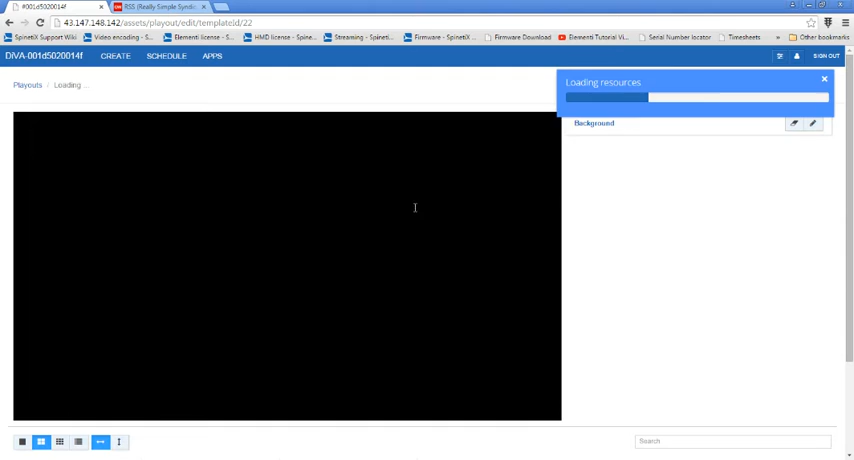 #001d5020014f
RSS (Really Simple Syndic
43.147.148.142/assets/playout/edit/templateId/22
SpinetiX Support Wiki
Video encoding - S...
Elementi license - S...
HMD license - Spine...
Streaming - Spineti...
Firmware - SpinetiX ...
Firmware Download
Elementi Tutorial Vi...
Serial Number locator
Timesheets
»
Other bookmarks
DiVA-001d5020014f
CREATE
SCHEDULE
APPS
SIGN OUT
Playouts / Loading ...
Loading resources
Background
Search